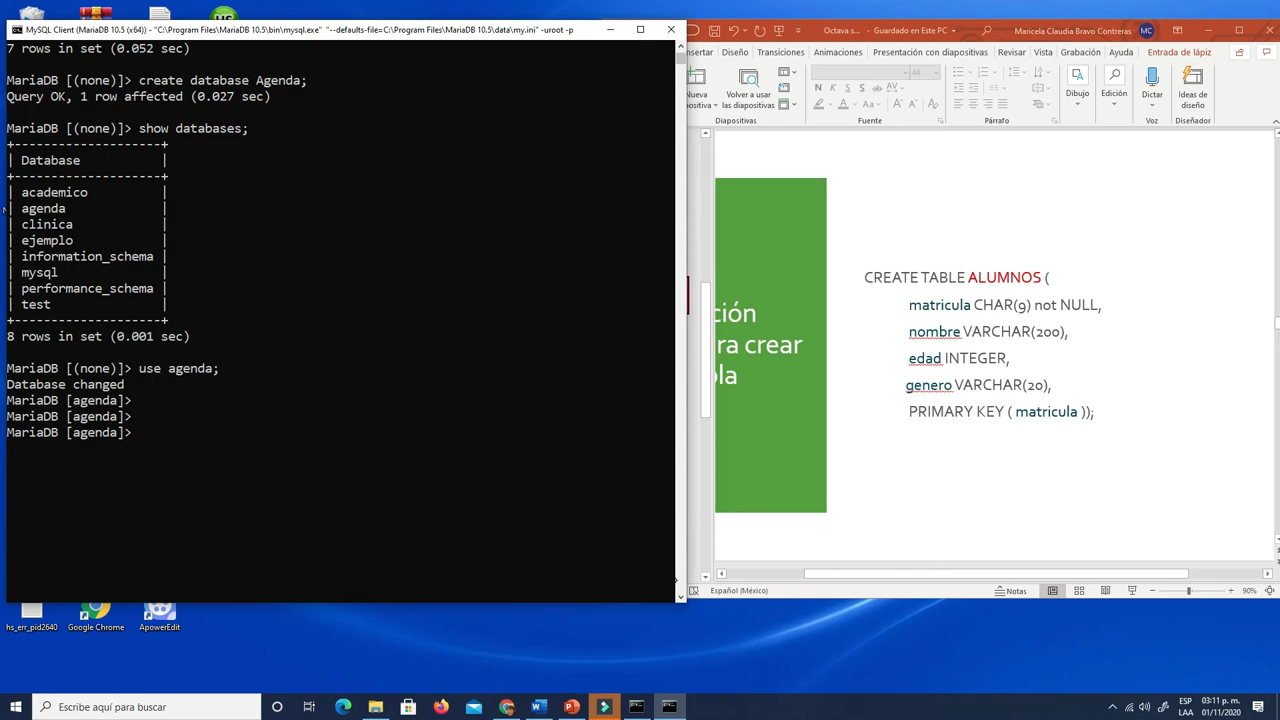 MySQL Client (MariaDB 10.5 (x64)) - "C:\Program Files\MariaDB 10.5\bin\mysql.exe" "--defaults-file=C:\Program Files\MariaDB 10.5\data\my.ini" -uroot -p
7 rows in set (0.052 sec)
MariaDB [(none)]> create database Agenda;
Query OK, 1 row affected (0.027 sec)
MariaDB [(none)]> show databases;
+--------------------+
| Database |
+--------------------+
| academico |
| agenda |
| clinica |
| ejemplo |
| information_schema |
| mysql |
| performance_schema |
| test |
+--------------------+
8 rows in set (0.001 sec)
MariaDB [(none)]> use agenda;
Database changed
MariaDB [agenda]>
MariaDB [agenda]>
MariaDB [agenda]>
Octava s... - Guardado en Este PC
Maricela Claudia Bravo Contreras MC
nsertar Diseño Transiciones Animaciones Presentación con diapositivas Revisar Vista Grabación Ayuda Entrada de lápiz
Nueva
positiva
Volver a usar
las diapositivas
44
N K S S
Dibujo
Edición
Dictar
Ideas de
diseño
Diapositivas Fuente Párrafo Voz Diseñador
ción
ra crear
la
CREATE TABLE ALUMNOS (
matricula CHAR(9) not NULL,
nombre VARCHAR(200),
edad INTEGER,
genero VARCHAR(20),
PRIMARY KEY ( matricula ));
Español (México)
Notas
90%
hs_err_pid2640
Google Chrome
ApowerEdit
Escribe aquí para buscar
ESP
LAA
03:11 p. m.
01/11/2020